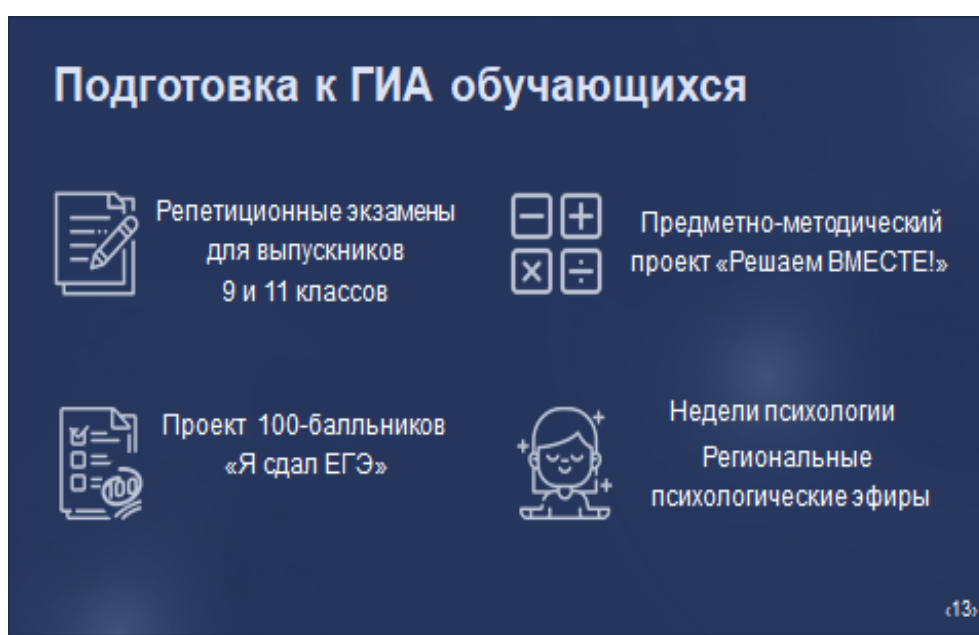 Подготовка к ГИА обучающихся
Репетиционные экзамены
для выпускников
9 и 11 классов
Предметно-методический
проект «Решаем ВМЕСТЕ!»
Проект 100-балльников
«Я сдал ЕГЭ»
100
Недели психологии
Региональные
психологические эфиры
‹13›